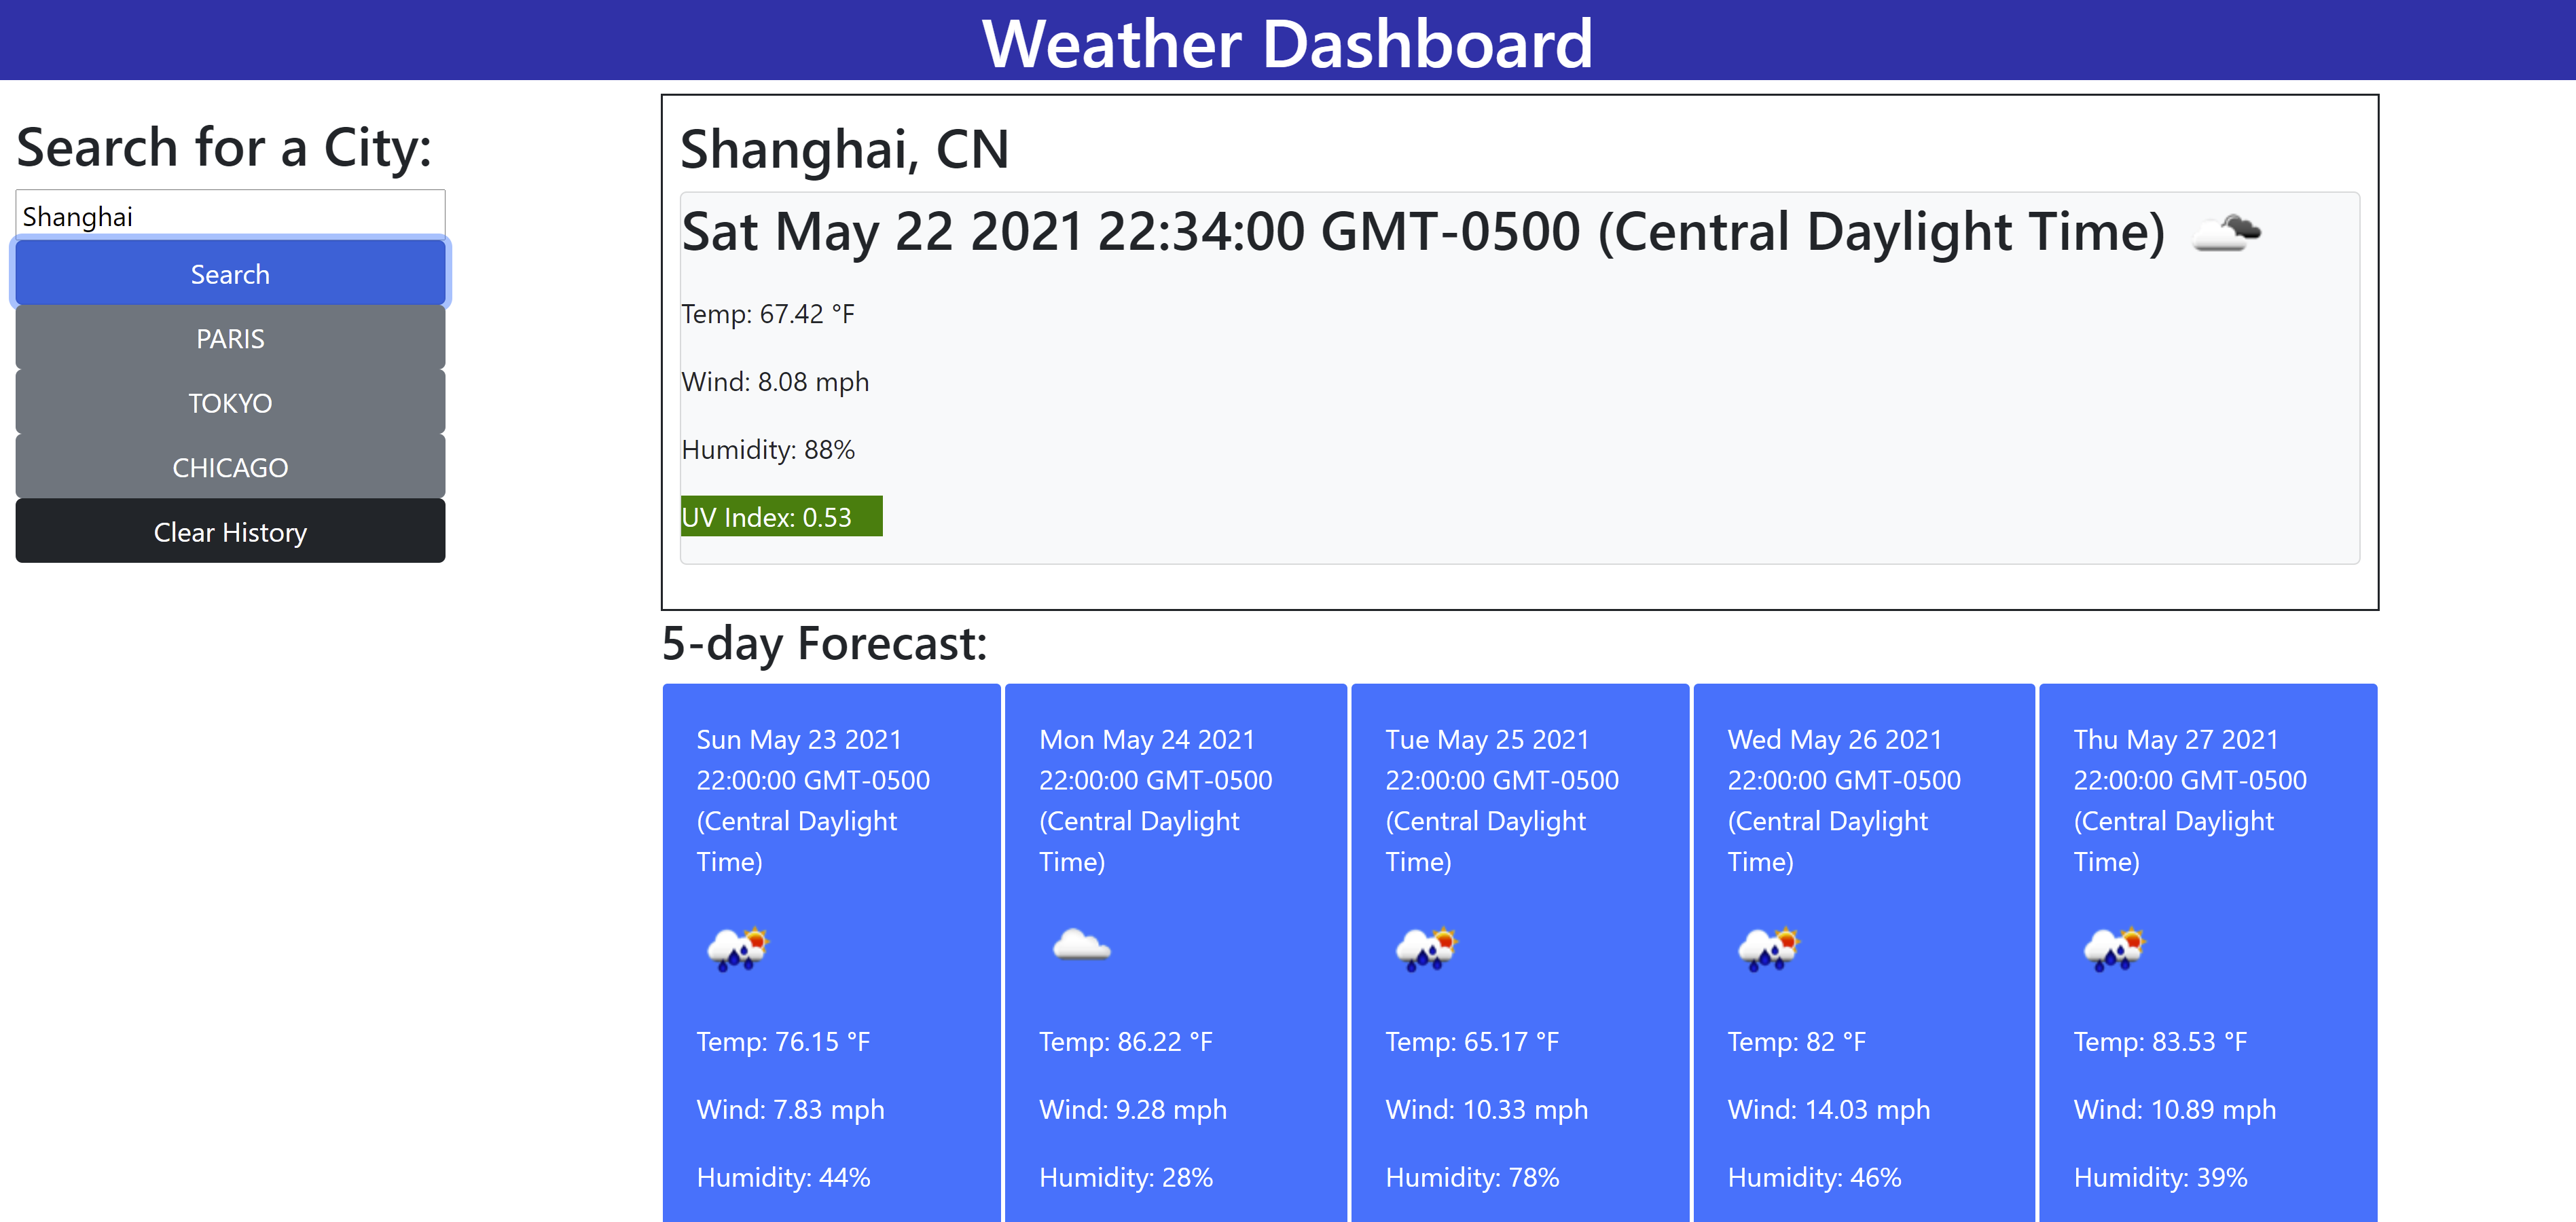 Weather Dashboard
Search for a City:
Shanghai
Search
PARIS
TOKYO
CHICAGO
Clear History
Shanghai, CN
Sat May 22 2021 22:34:00 GMT-0500 (Central Daylight Time)
Temp: 67.42 °F
Wind: 8.08 mph
Humidity: 88%
UV Index: 0.53
5-day Forecast:
Sun May 23 2021
22:00:00 GMT-0500
(Central Daylight
Time)
Temp: 76.15 °F
Wind: 7.83 mph
Humidity: 44%
Mon May 24 2021
22:00:00 GMT-0500
(Central Daylight
Time)
Temp: 86.22 °F
Wind: 9.28 mph
Humidity: 28%
Tue May 25 2021
22:00:00 GMT-0500
(Central Daylight
Time)
Temp: 65.17 °F
Wind: 10.33 mph
Humidity: 78%
Wed May 26 2021
22:00:00 GMT-0500
(Central Daylight
Time)
Temp: 82 °F
Wind: 14.03 mph
Humidity: 46%
Thu May 27 2021
22:00:00 GMT-0500
(Central Daylight
Time)
Temp: 83.53 °F
Wind: 10.89 mph
Humidity: 39%